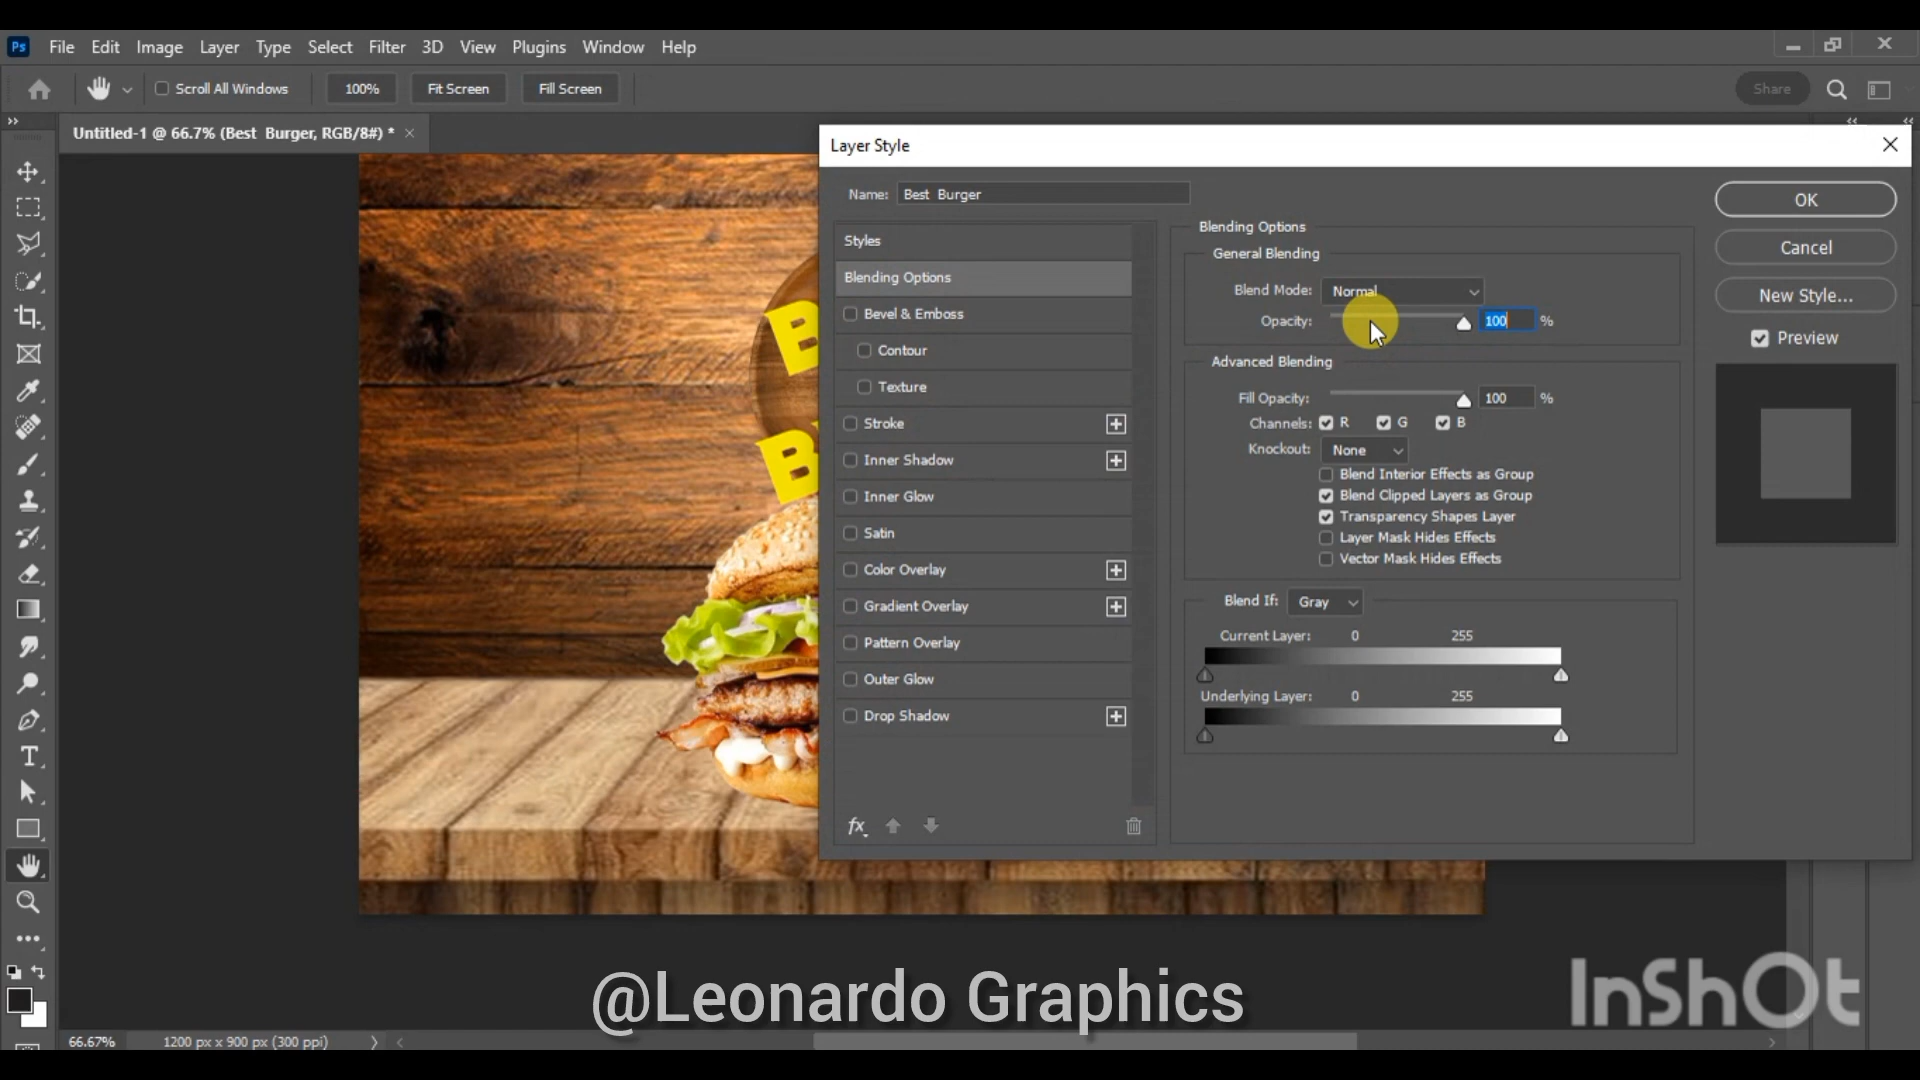 Ps File Edit Image Layer Type Select Filter 3D View Plugins Window Help
Scroll All Windows 100% Fit Screen Fill Screen Share
Untitled-1 @ 66.7% (Best Burger, RGB/8#) *
Layer Style
Name: Best Burger
Styles
Blending Options
Bevel & Emboss
Contour
Texture
Stroke
Inner Shadow
Inner Glow
Satin
Color Overlay
Gradient Overlay
Pattern Overlay
Outer Glow
Drop Shadow
fx
Blending Options
General Blending
Blend Mode: Normal
Opacity: 100 %
Advanced Blending
Fill Opacity: 100 %
Channels: R G B
Knockout: None
Blend Interior Effects as Group
Blend Clipped Layers as Group
Transparency Shapes Layer
Layer Mask Hides Effects
Vector Mask Hides Effects
Blend If: Gray
Current Layer: 0 255
Underlying Layer: 0 255
OK
Cancel
New Style...
Preview
B
B
T
@Leonardo Graphics
InShOt
66.67% 1200 px x 900 px (300 ppi)